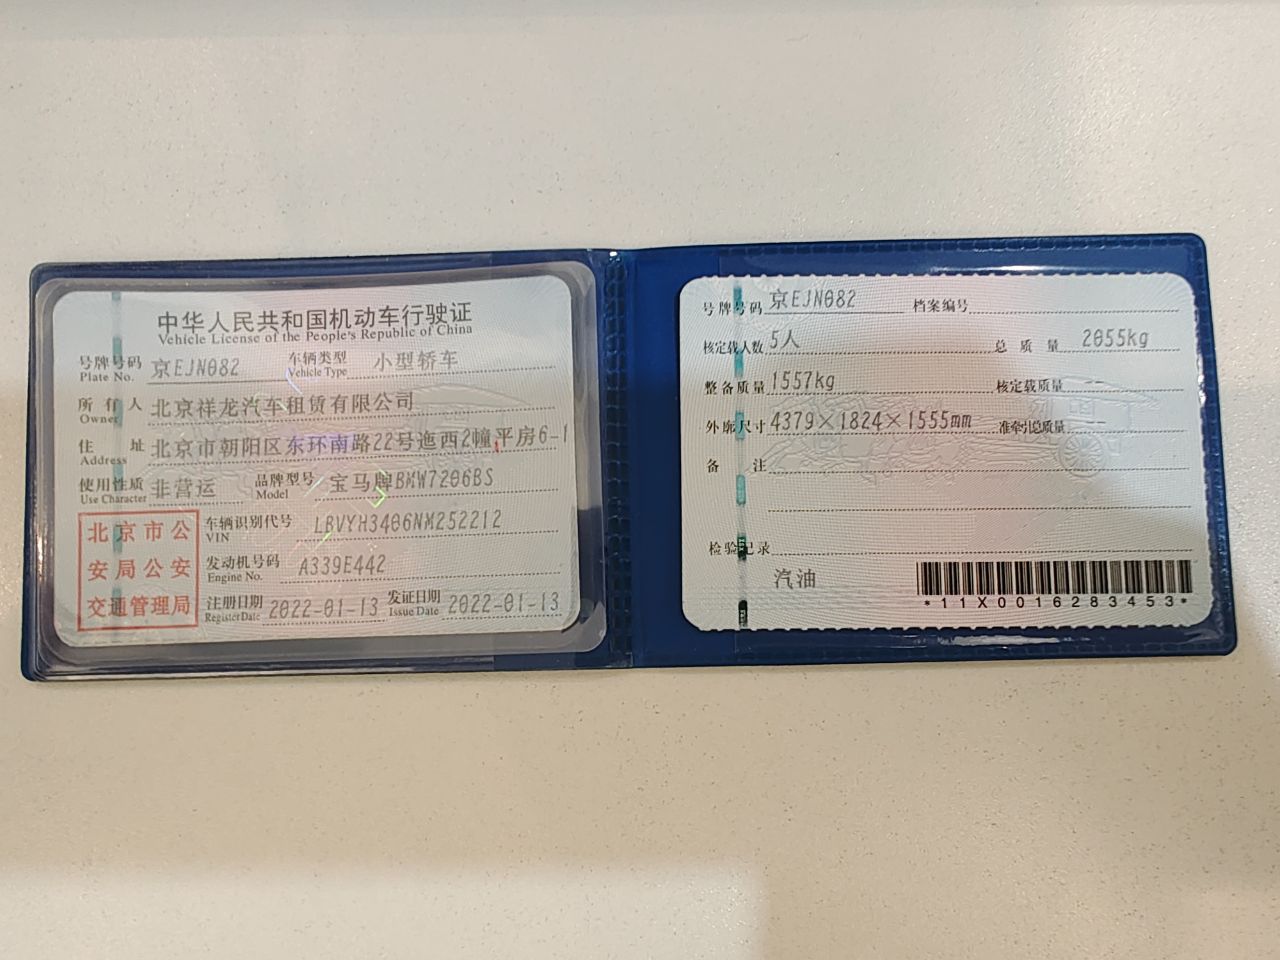 中华人民共和国机动车行驶证
Vehicle License of the People's Republic of China
号牌号码 京EJN082 车辆类型 小型轿车
Plate No. Vehicle Type
所有人 北京祥龙汽车租赁有限公司
Owner
住址 北京市朝阳区东环南路22号迤西2幢平房6-1
Address
使用性质 非营运 品牌型号 宝马牌BMW7206BS
Use Character Model
北京市公
安局公安
交通管理局
车辆识别代号 LBVYH3406NM252212
VIN
发动机号码 A339E442
Engine No.
注册日期 2022-01-13 发证日期 2022-01-13
Register Date Issue Date
号牌号码 京EJN082 档案编号
核定载人数 5人 总质量 2055kg
整备质量 1557kg 核定载质量 --
外廓尺寸 4379×1824×1555mm 准牵引总质量 --
备注
检验记录
汽油
*11X0016283453*